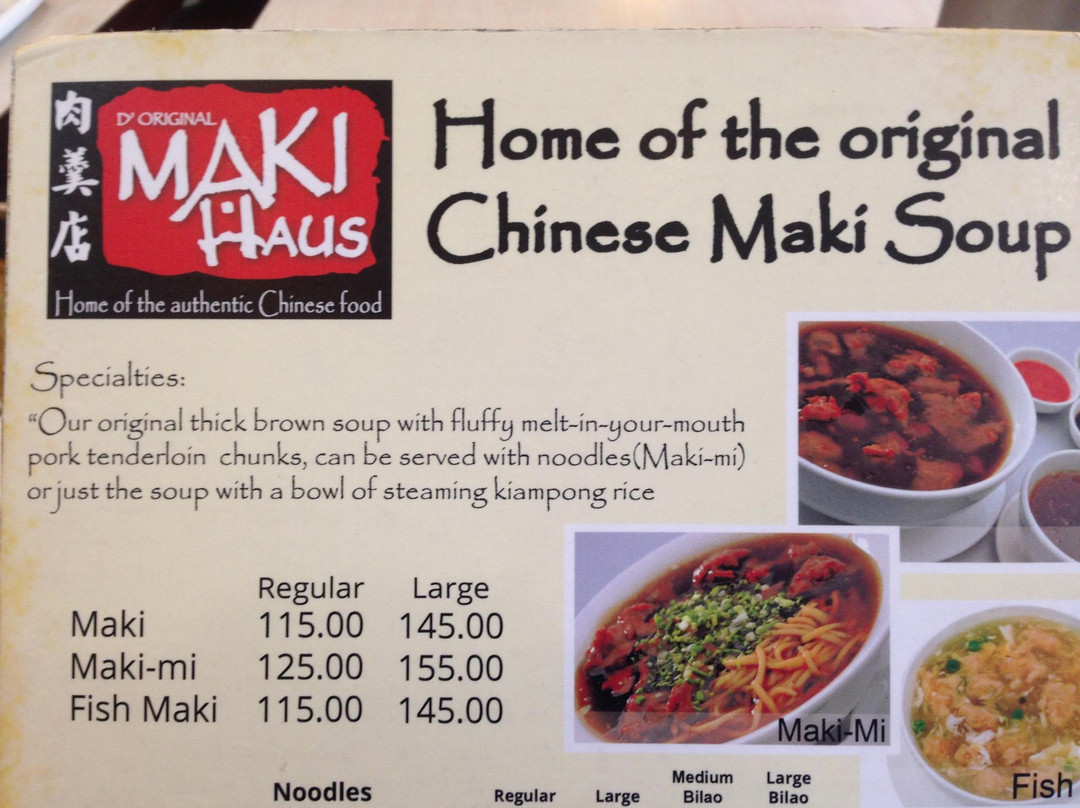 肉羹店
D' ORIGINAL
MAKI
HAUS
Home of the authentic Chinese food
Home of the original
Chinese Maki Soup
Specialties:
“Our original thick brown soup with fluffy melt-in-your-mouth
pork tenderloin chunks, can be served with noodles(Maki-mi)
or just the soup with a bowl of steaming kiampong rice
Regular Large
Maki 115.00 145.00
Maki-mi 125.00 155.00
Fish Maki 115.00 145.00
Maki-Mi
Fish
Noodles Regular Large Medium Bilao Large Bilao